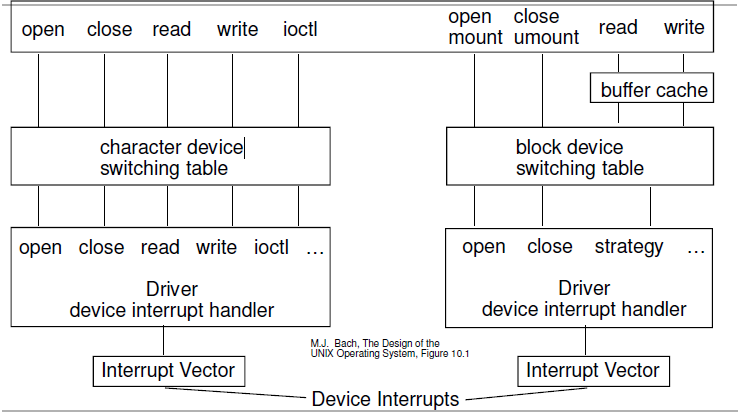 open close read write ioctl
open close read write
mount umount
buffer cache
character device
switching table
block device
switching table
open close read write ioctl ...
Driver
device interrupt handler
open close strategy ...
Driver
device interrupt handler
M.J. Bach, The Design of the
UNIX Operating System, Figure 10.1
Interrupt Vector
Interrupt Vector
Device Interrupts